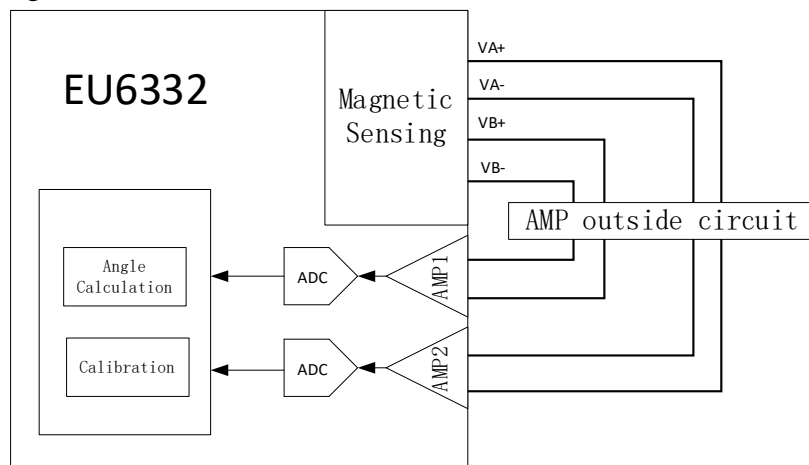 EU6332
Magnetic
Sensing
VA+
VA-
VB+
VB-
AMP outside circuit
Angle
Calculation
ADC
AMP1
Calibration
ADC
AMP2